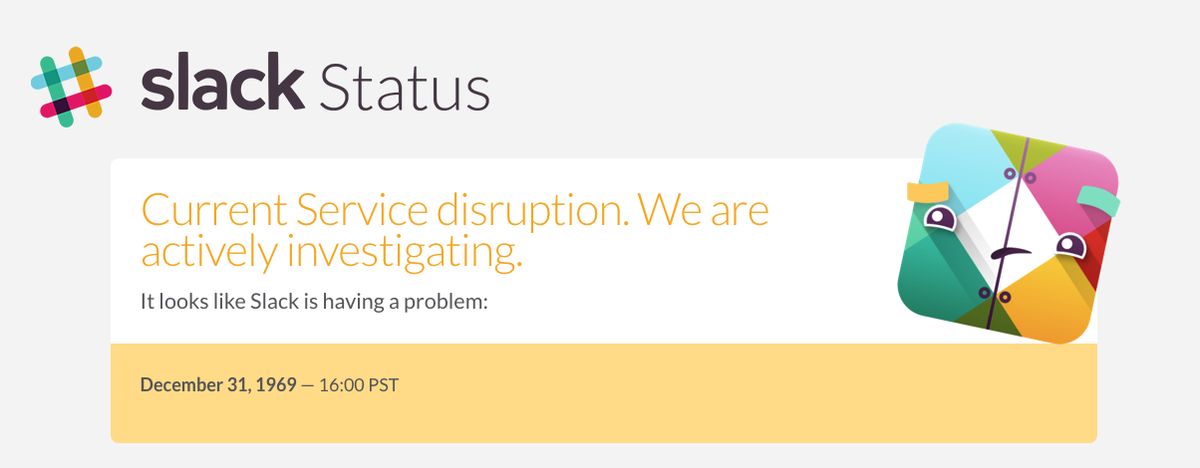 slack Status
Current Service disruption. We are
actively investigating.
It looks like Slack is having a problem:
December 31, 1969 — 16:00 PST